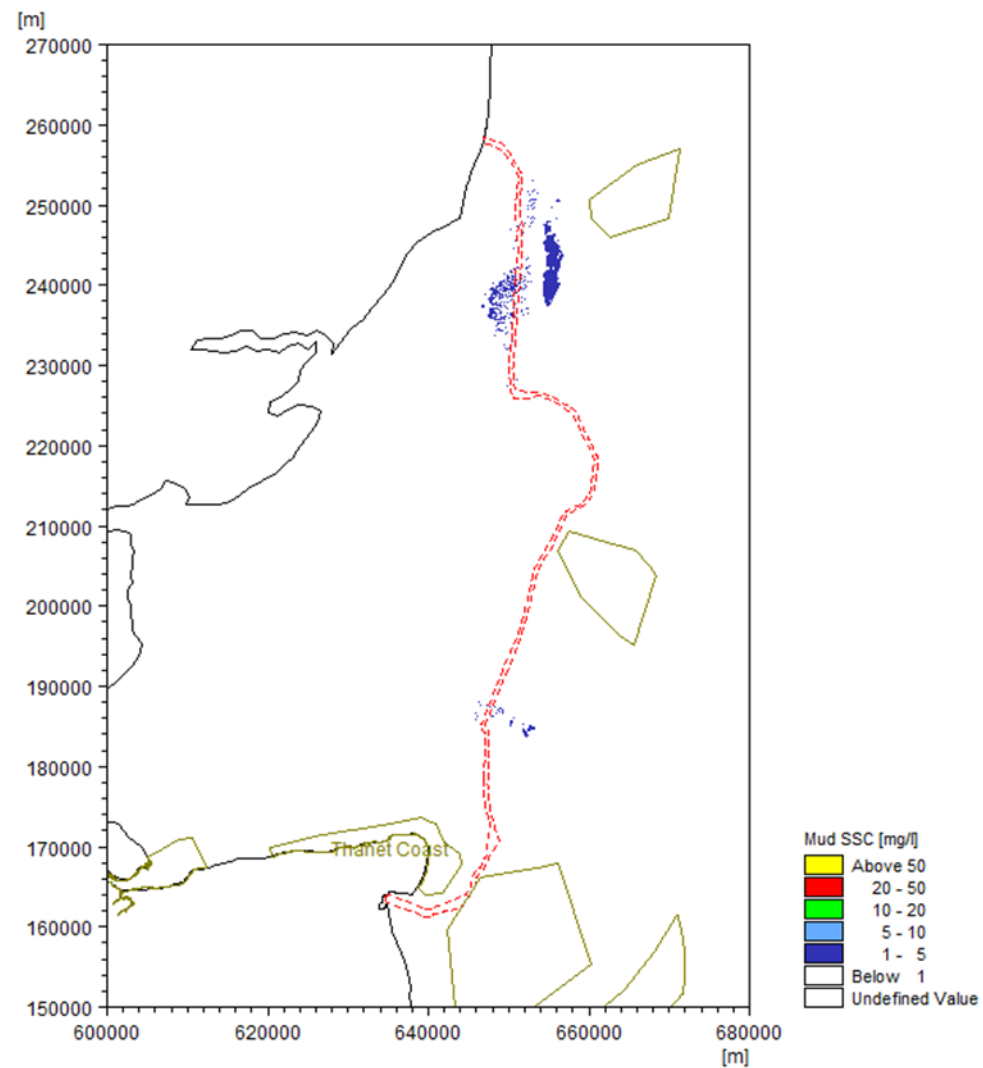 [m]
270000
260000
250000
240000
230000
220000
210000
200000
190000
180000
170000
160000
150000
Thanet Coast
600000 620000 640000 660000 680000
[m]
Mud SSC [mg/l]
Above 50
20 - 50
10 - 20
5 - 10
1 - 5
Below 1
Undefined Value